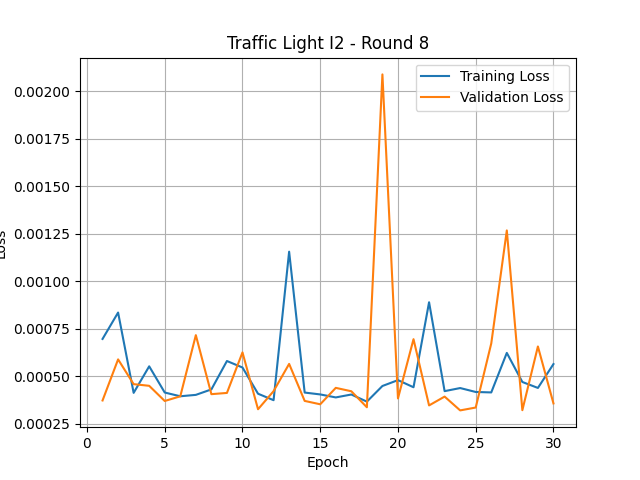 Traffic Light I2 - Round 8
Training Loss
Validation Loss
0.00200
0.00175
0.00150
0.00125
0.00100
0.00075
0.00050
0.00025
Loss
0 5 10 15 20 25 30
Epoch